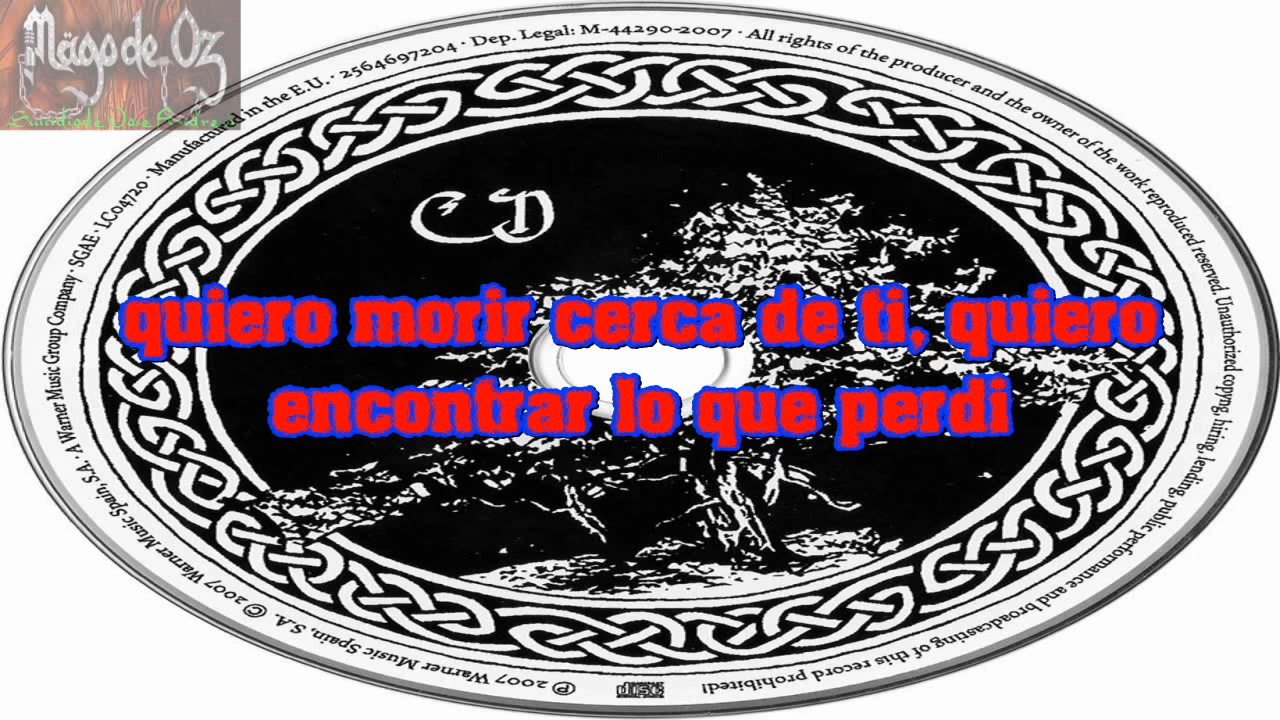 Mägo de Oz
CD
quiero morir cerca de ti, quiero
encontrar lo que perdi
Manufactured in the E.U. · 2564697204 · Dep. Legal: M-44290-2007 · All rights of the producer and the owner of the work reproduced reserved. Unauthorized copyng, hiring, lending, public performance and broadcasting of this record prohibited!
℗ 2007 Warner Music Spain, S.A. © 2007 Warner Music Spain, S.A. · A Warner Music Group Company · SGAE · LC04720 ·
disc